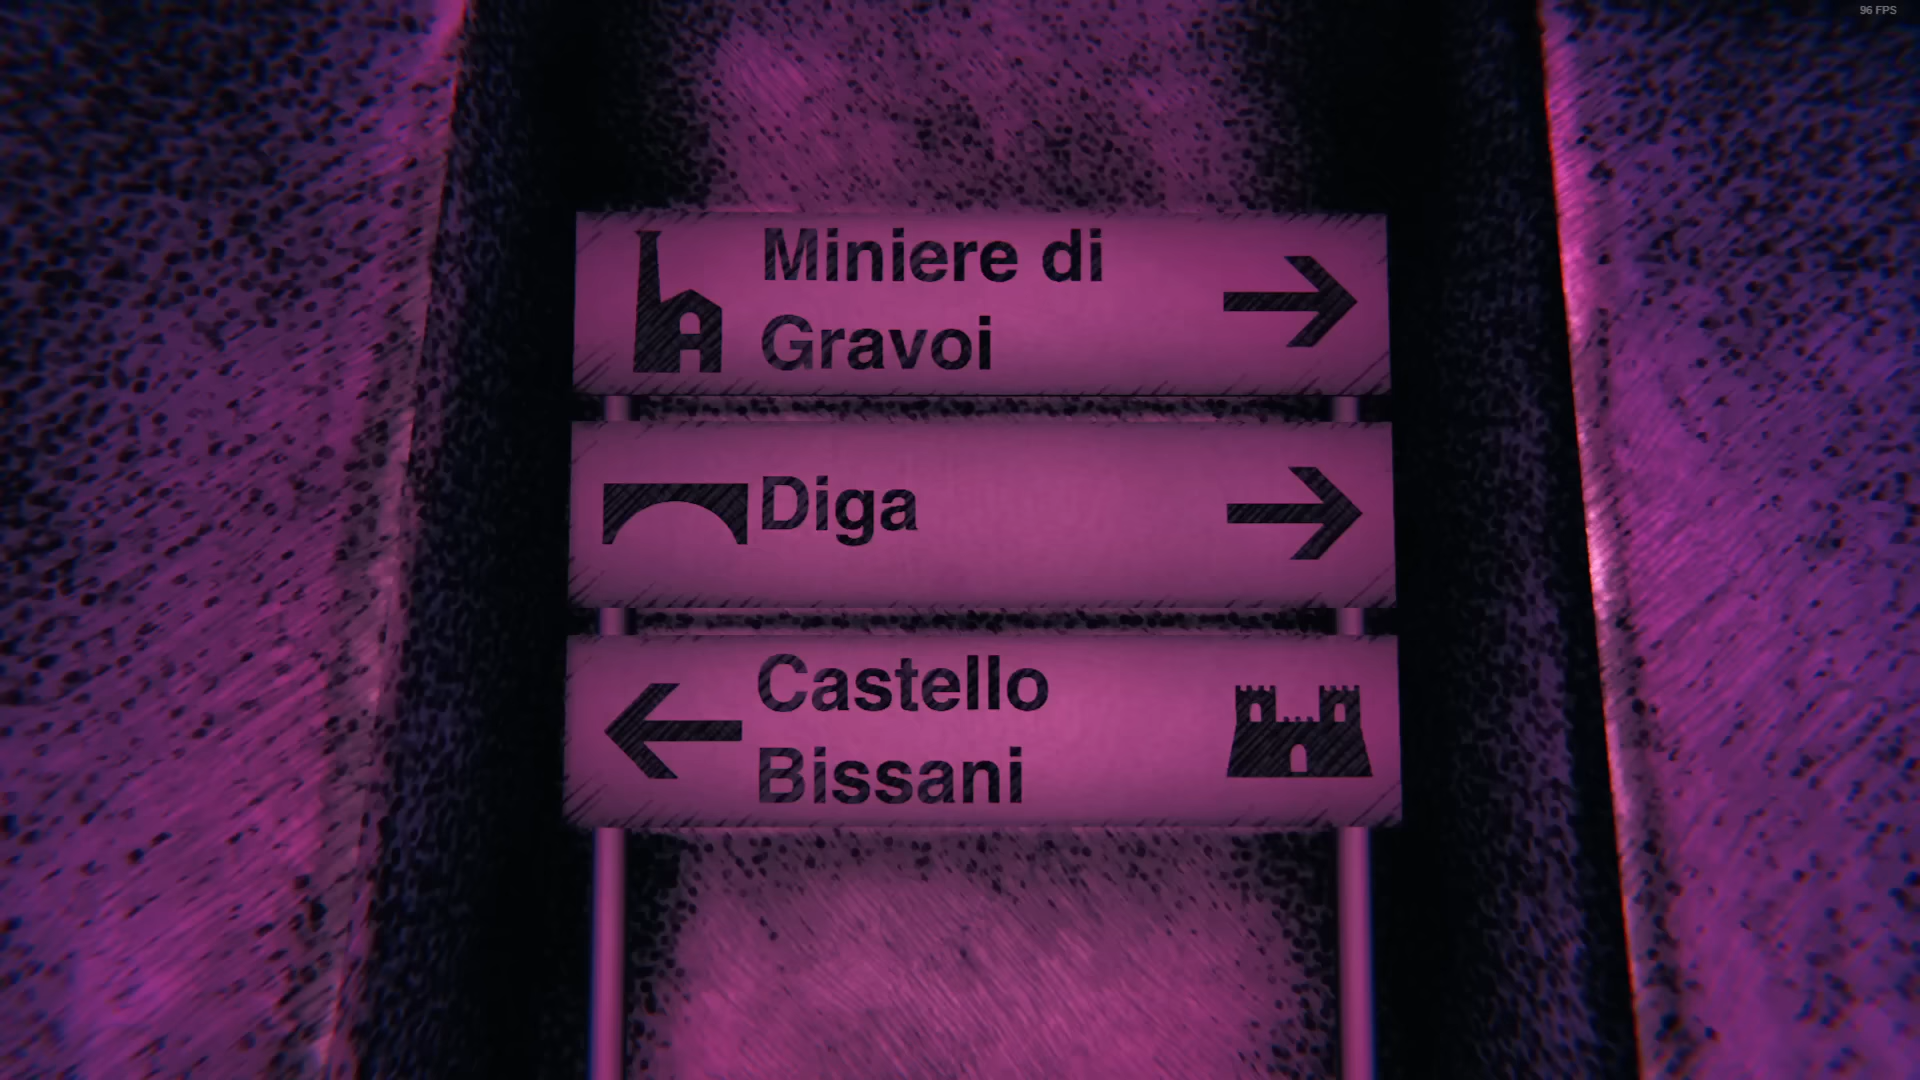 96 FPS
Miniere di
Gravoi
Diga
Castello
Bissani